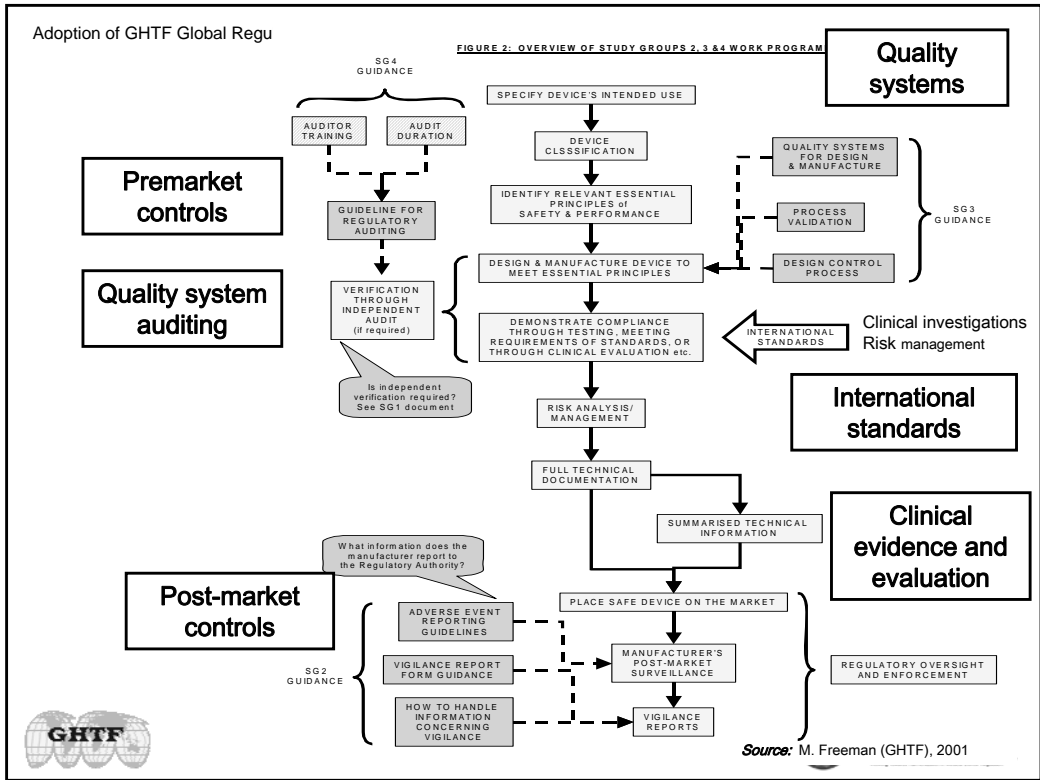 Adoption of GHTF Global Regu
FIGURE 2: OVERVIEW OF STUDY GROUPS 2, 3 &4 WORK PROGRAM
Quality
systems
SG4
GUIDANCE
AUDITOR
TRAINING
AUDIT
DURATION
SPECIFY DEVICE'S INTENDED USE
DEVICE
CLSSSIFICATION
QUALITY SYSTEMS
FOR DESIGN
& MANUFACTURE
Premarket
controls
IDENTIFY RELEVANT ESSENTIAL
PRINCIPLES of
SAFETY & PERFORMANCE
GUIDELINE FOR
REGULATORY
AUDITING
PROCESS
VALIDATION
SG3
GUIDANCE
DESIGN & MANUFACTURE DEVICE TO
MEET ESSENTIAL PRINCIPLES
DESIGN CONTROL
PROCESS
Quality system
auditing
VERIFICATION
THROUGH
INDEPENDENT
AUDIT
(if required)
DEMONSTRATE COMPLIANCE
THROUGH TESTING, MEETING
REQUIREMENTS OF STANDARDS, OR
THROUGH CLINICAL EVALUATION etc.
INTERNATIONAL
STANDARDS
Clinical investigations
Risk management
Is independent
verification required?
See SG1 document
International
standards
RISK ANALYSIS/
MANAGEMENT
FULL TECHNICAL
DOCUMENTATION
SUMMARISED TECHNICAL
INFORMATION
Clinical
evidence and
evaluation
What information does the
manufacturer report to
the Regulatory Authority?
Post-market
controls
PLACE SAFE DEVICE ON THE MARKET
ADVERSE EVENT
REPORTING
GUIDELINES
MANUFACTURER'S
POST-MARKET
SURVEILLANCE
REGULATORY OVERSIGHT
AND ENFORCEMENT
SG2
GUIDANCE
VIGILANCE REPORT
FORM GUIDANCE
HOW TO HANDLE
INFORMATION
CONCERNING
VIGILANCE
VIGILANCE
REPORTS
GHTF
Source: M. Freeman (GHTF), 2001